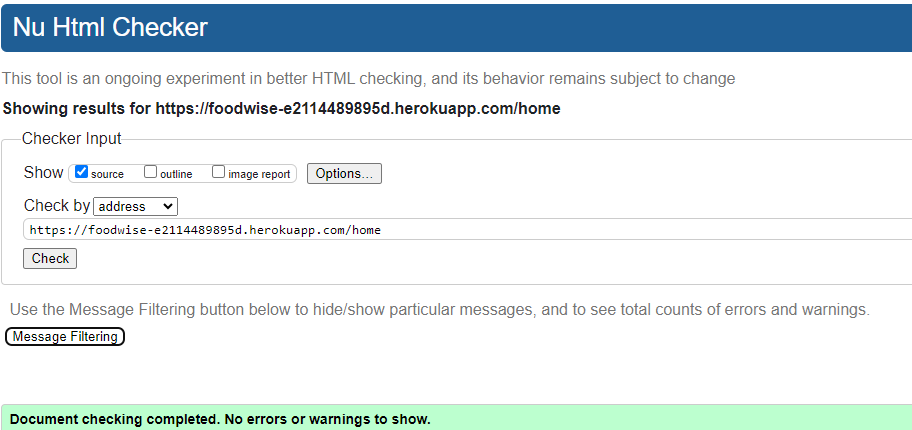 Nu Html Checker
This tool is an ongoing experiment in better HTML checking, and its behavior remains subject to change
Showing results for https://foodwise-e2114489895d.herokuapp.com/home
Checker Input
Show source outline image report Options...
Check by address
https://foodwise-e2114489895d.herokuapp.com/home
Check
Use the Message Filtering button below to hide/show particular messages, and to see total counts of errors and warnings.
Message Filtering
Document checking completed. No errors or warnings to show.